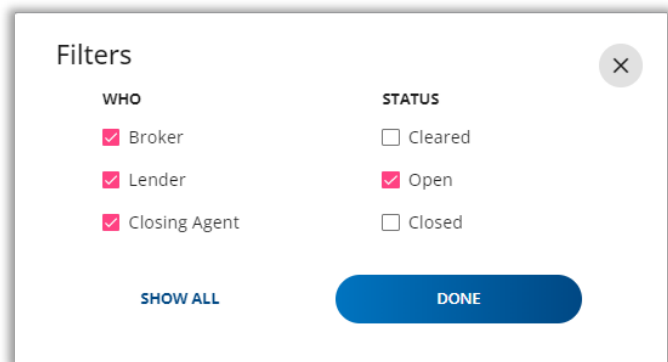 Filters
WHO
STATUS
Broker
Cleared
Lender
Open
Closing Agent
Closed
SHOW ALL
DONE